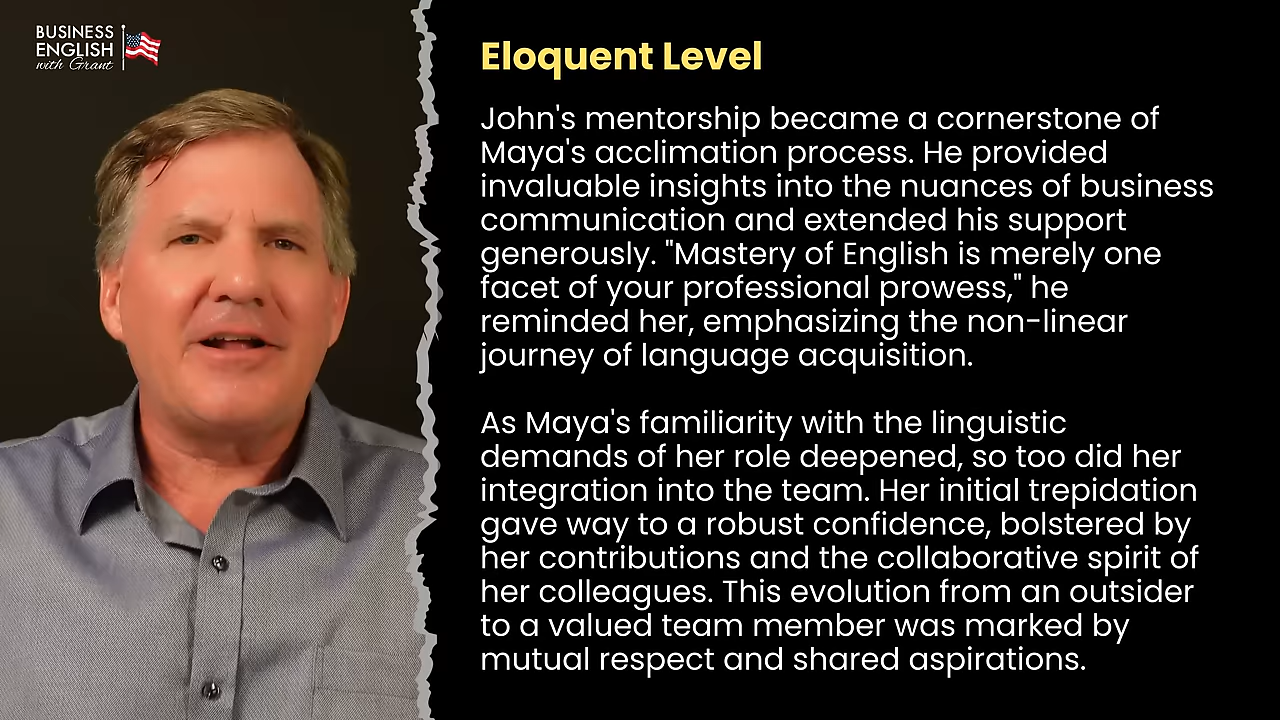 BUSINESS
ENGLISH
with Grant
Eloquent Level
John's mentorship became a cornerstone of
Maya's acclimation process. He provided
invaluable insights into the nuances of business
communication and extended his support
generously. "Mastery of English is merely one
facet of your professional prowess," he
reminded her, emphasizing the non-linear
journey of language acquisition.
As Maya's familiarity with the linguistic
demands of her role deepened, so too did her
integration into the team. Her initial trepidation
gave way to a robust confidence, bolstered by
her contributions and the collaborative spirit of
her colleagues. This evolution from an outsider
to a valued team member was marked by
mutual respect and shared aspirations.